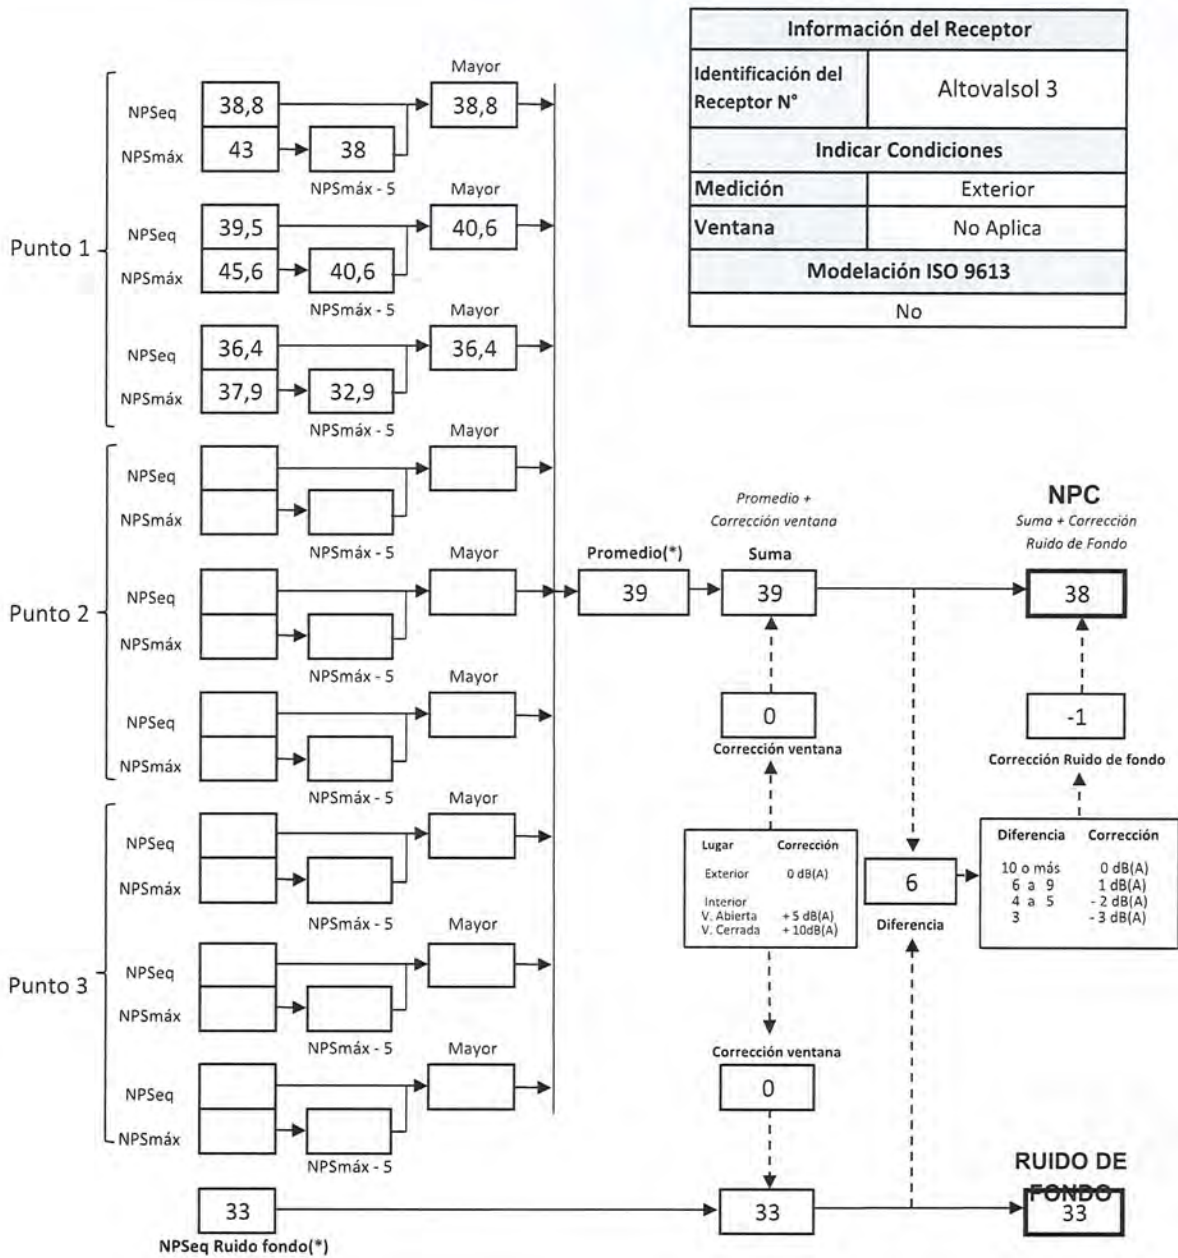 Información del Receptor
Identificación del Receptor N°
Altovalsol 3
Indicar Condiciones
Medición
Exterior
Ventana
No Aplica
Modelación ISO 9613
No
Punto 1
Mayor
NPSeq
38,8
38,8
NPSmáx
43
38
NPSmáx - 5
Mayor
NPSeq
39,5
40,6
NPSmáx
45,6
40,6
NPSmáx - 5
Mayor
NPSeq
36,4
36,4
NPSmáx
37,9
32,9
NPSmáx - 5
Punto 2
Mayor
NPSeq
NPSmáx
NPSmáx - 5
Mayor
NPSeq
NPSmáx
NPSmáx - 5
Mayor
NPSeq
NPSmáx
NPSmáx - 5
Punto 3
Mayor
NPSeq
NPSmáx
NPSmáx - 5
Mayor
NPSeq
NPSmáx
NPSmáx - 5
Mayor
NPSeq
NPSmáx
NPSmáx - 5
33
NPSeq Ruido fondo(*)
Promedio(*)
39
Promedio +
Corrección ventana
Suma
39
0
Corrección ventana
Lugar Corrección
Exterior 0 dB(A)
Interior
V. Abierta + 5 dB(A)
V. Cerrada + 10dB(A)
Corrección ventana
0
33
NPC
Suma + Corrección
Ruido de Fondo
38
-1
Corrección Ruido de fondo
6
Diferencia
Diferencia Corrección
10 o más 0 dB(A)
6 a 9 1 dB(A)
4 a 5 - 2 dB(A)
3 - 3 dB(A)
RUIDO DE
FONDO
33